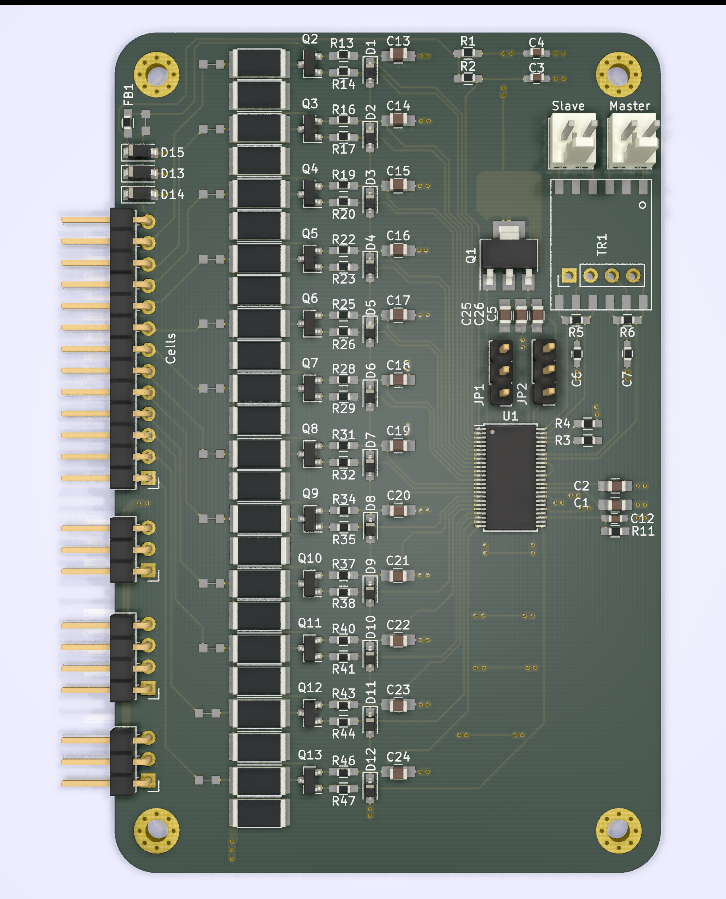 Q2
R13
D1
C13
R14
R1
C4
R2
C3
FB1
Q3
R16
D2
C14
R17
Slave
Master
D15
D13
D14
Q4
R19
D3
C15
R20
Q5
R22
D4
C16
R23
Q1
TR1
Q6
R25
D5
C17
R26
C25
C26
C5
R5
R6
Cells
Q7
R28
D6
C18
R29
JP1
JP2
C6
C7
U1
Q8
R31
D7
C19
R32
R4
R3
Q9
R34
D8
C20
R35
C2
C1
C12
R11
Q10
R37
D9
C21
R38
Q11
R40
D10
C22
R41
Q12
R43
D11
C23
R44
Q13
R46
D12
C24
R47